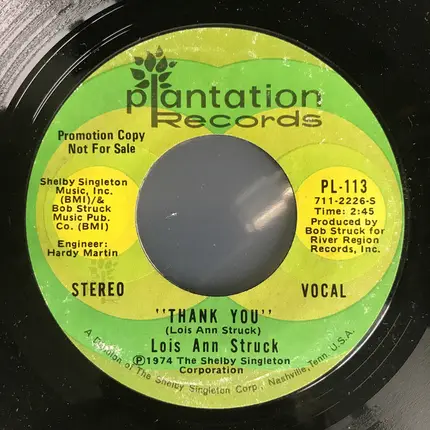 plantation
Records
Promotion Copy
Not For Sale
Shelby Singleton
Music, Inc.
(BMI)/&
Bob Struck
Music Pub.
Co. (BMI)
Engineer:
Hardy Martin
PL-113
711-2226-S
Time: 2:45
Produced by
Bob Struck for
River Region
Records, Inc.
STEREO
VOCAL
"THANK YOU"
(Lois Ann Struck)
Lois Ann Struck
Ⓟ©1974 The Shelby Singleton
Corporation
A Division of The Shelby Singleton Corp., Nashville, Tenn. U.S.A.